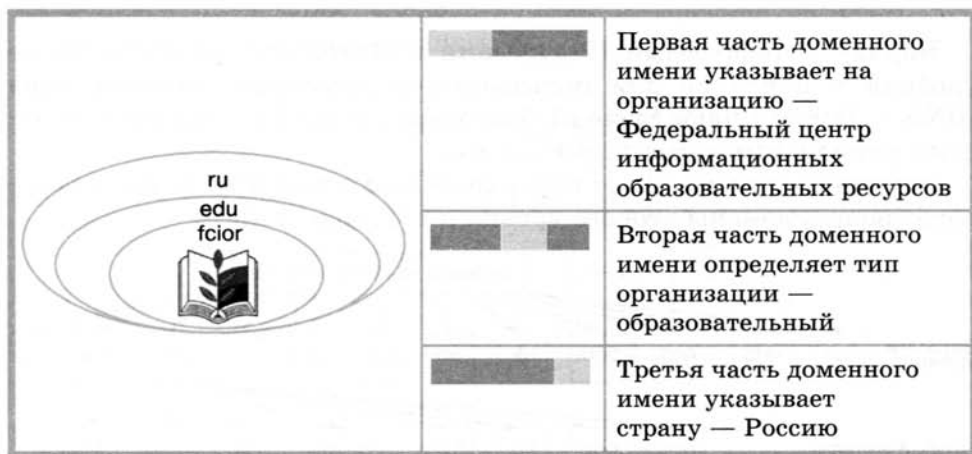 ru
edu
fcior
Первая часть доменного
имени указывает на
организацию —
Федеральный центр
информационных
образовательных ресурсов
Вторая часть доменного
имени определяет тип
организации —
образовательный
Третья часть доменного
имени указывает
страну — Россию